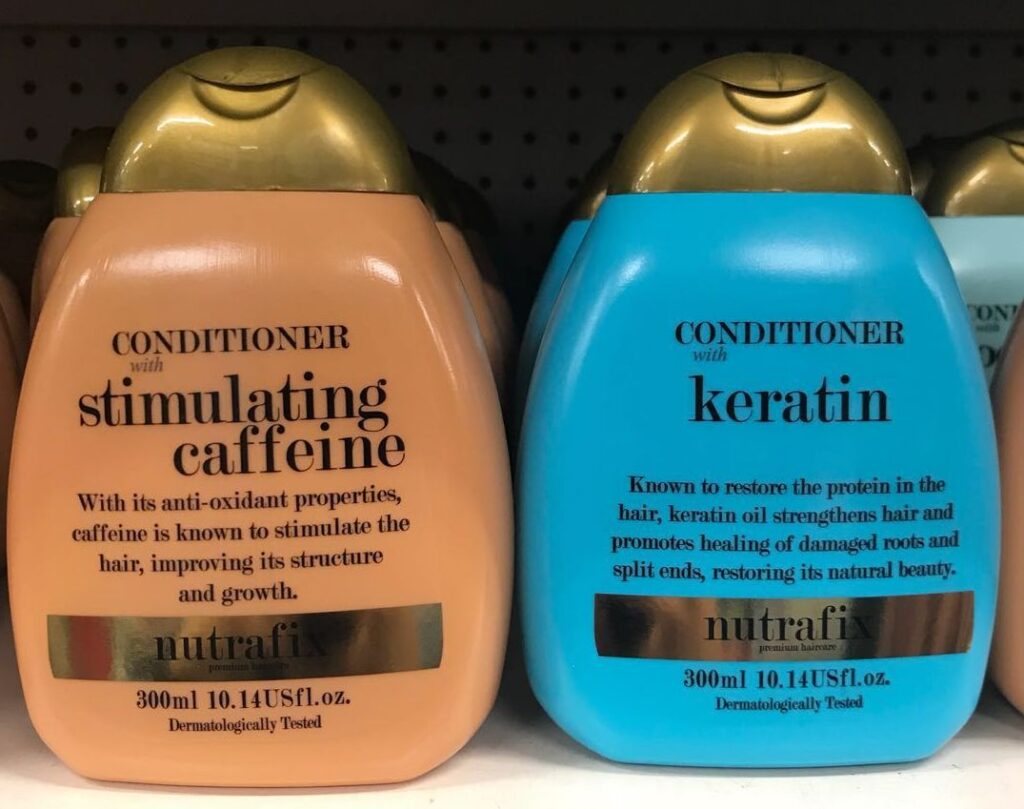 CONDITIONER
with
stimulating
caffeine
With its anti-oxidant properties,
caffeine is known to stimulate the
hair, improving its structure
and growth.
nutrafix
premium haircare
300ml 10.14USfl.oz.
Dermatologically Tested
CONDITIONER
with
keratin
Known to restore the protein in the
hair, keratin oil strengthens hair and
promotes healing of damaged roots and
split ends, restoring its natural beauty.
nutrafix
premium haircare
300ml 10.14USfl.oz.
Dermatologically Tested
with